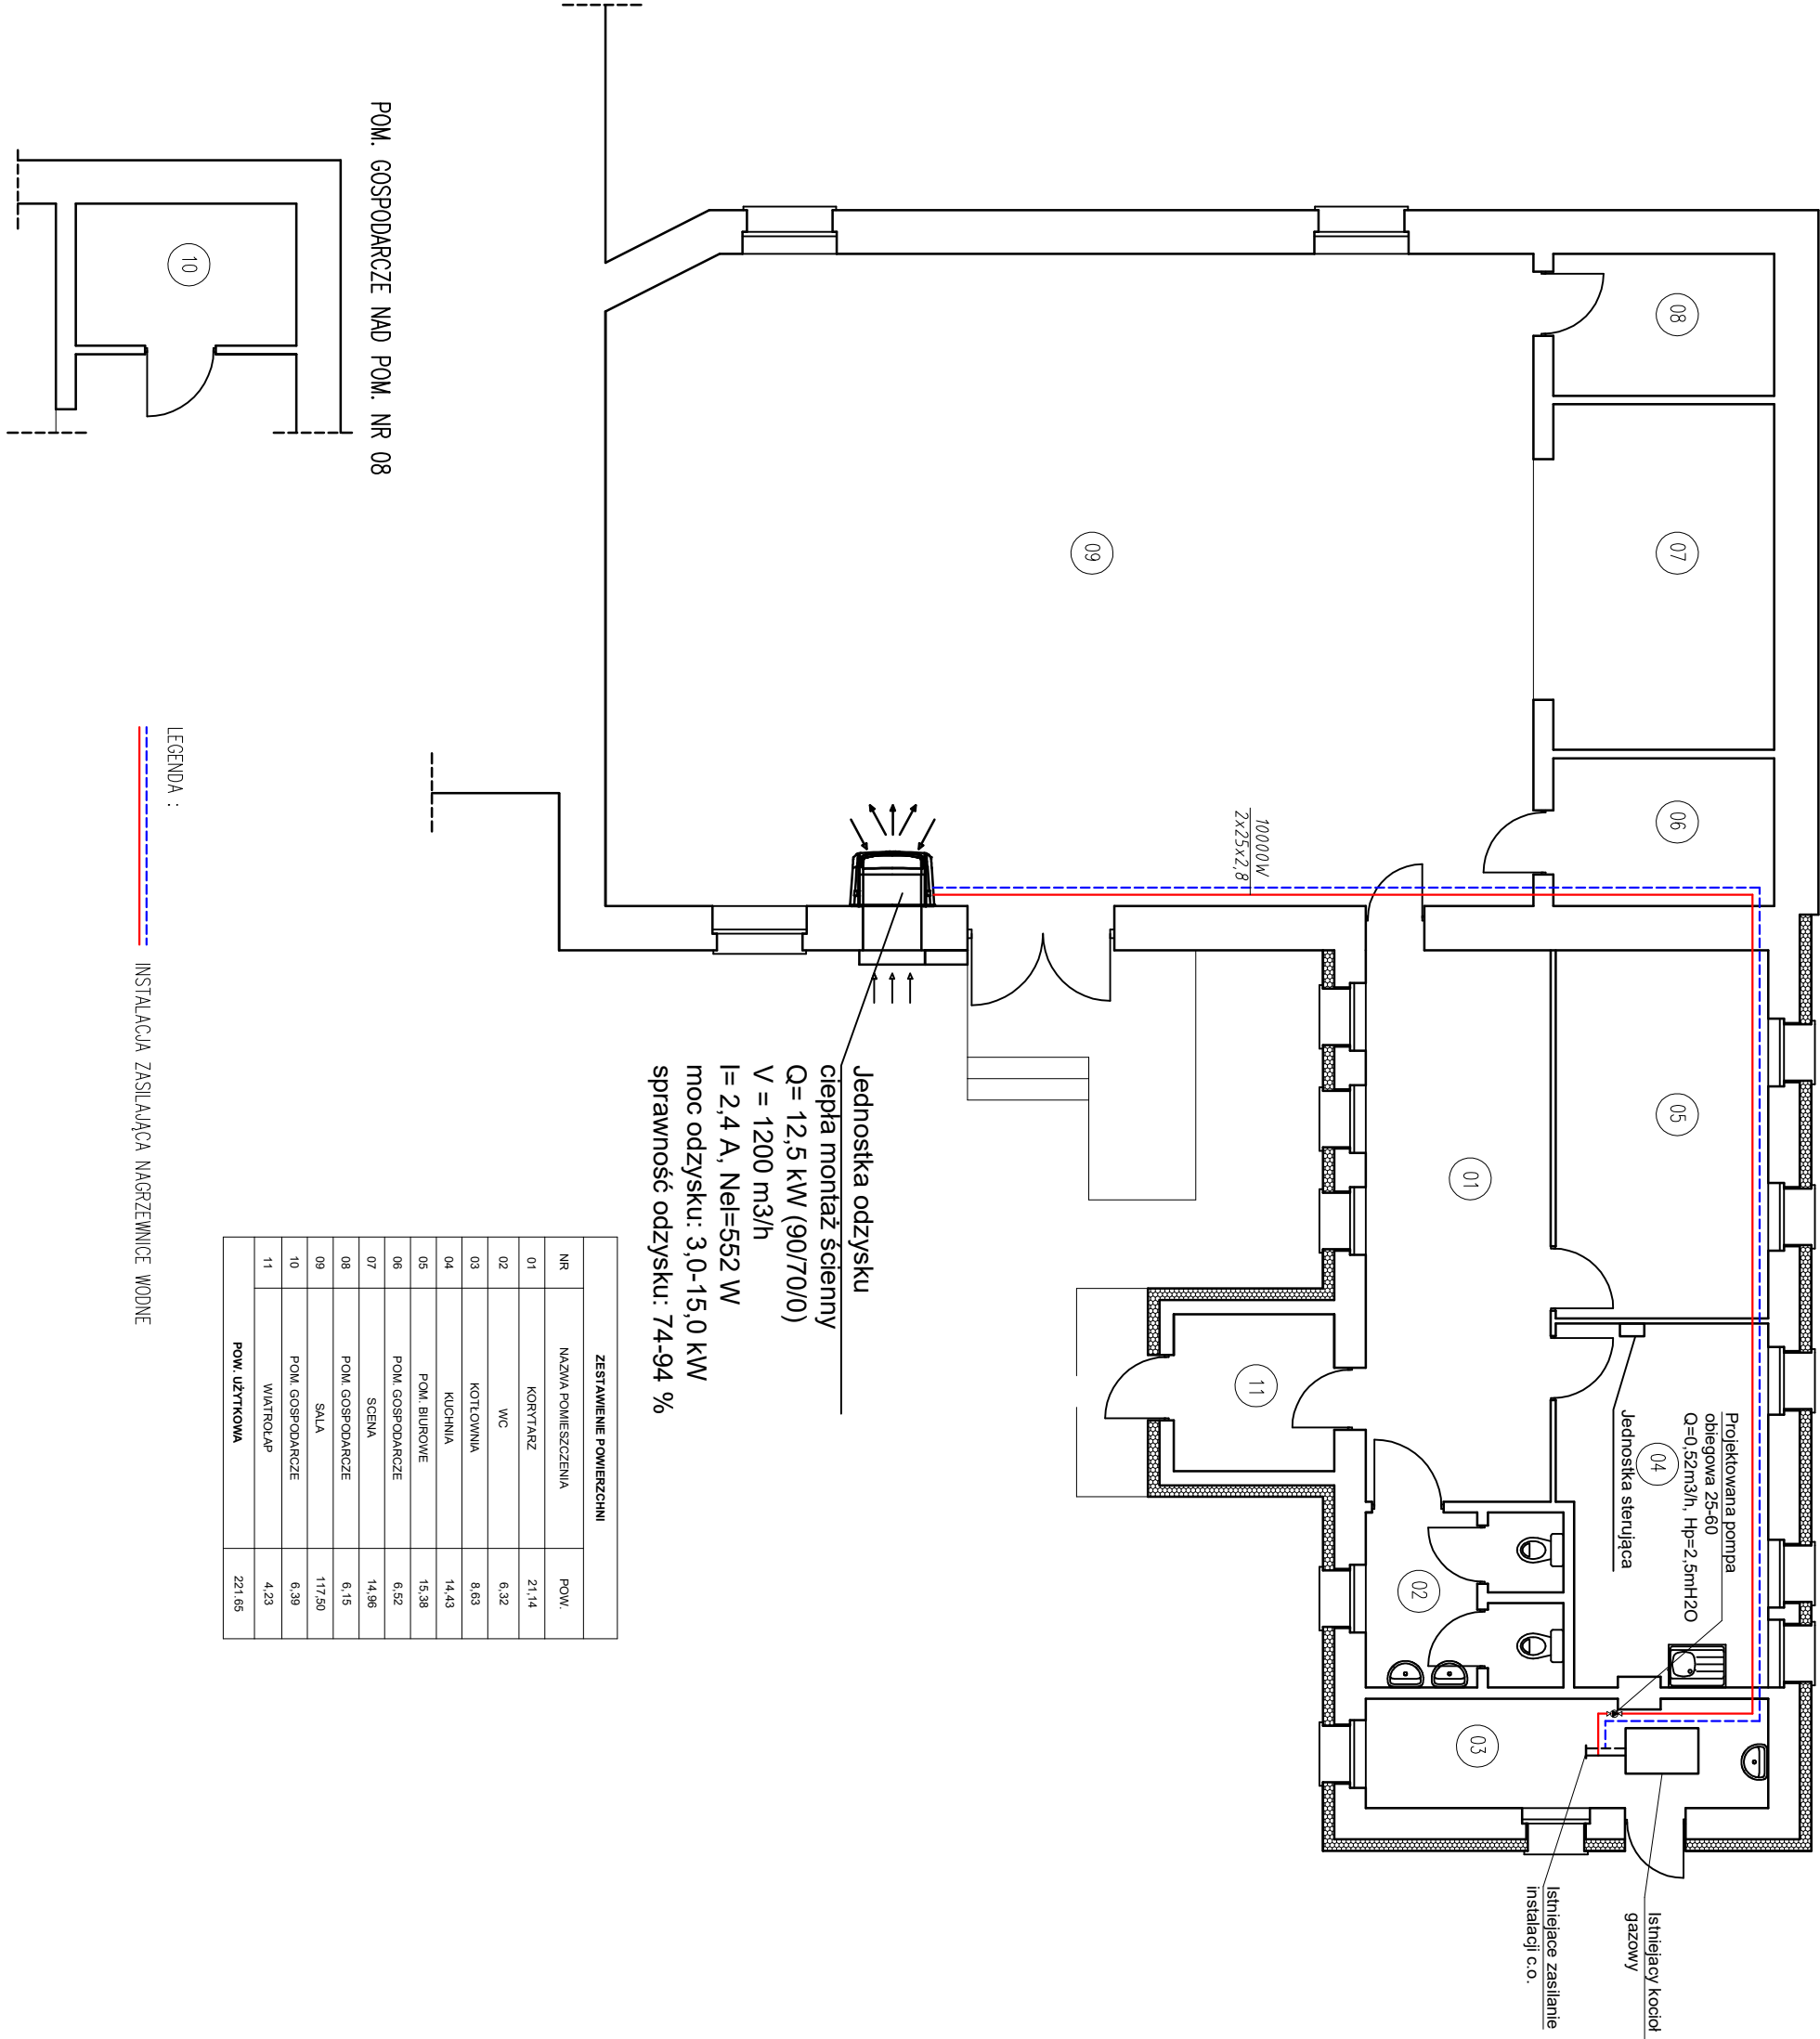 Istniejacy kocioł
gazowy
Istniejace zasilanie
instalacji c.o.
Projektowana pompa
obiegowa 25-60
Q=0,52m3/h, Hp=2,5mH2O
Jednostka sterująca
08
07
06
05
04
03
02
01
11
09
10000W
2x25x2,8
Jednostka odzysku
ciepła montaż ścienny
Q= 12,5 kW (90/70/0)
V = 1200 m3/h
I= 2,4 A, Nel=552 W
moc odzysku: 3,0-15,0 kW
sprawność odzysku: 74-94 %
POM. GOSPODARCZE NAD POM. NR 08
10
ZESTAWIENIE POWIERZCHNI
NR NAZWA POMIESZCZENIA POW.
01 KORYTARZ 21,14
02 WC 6,32
03 KOTŁOWNIA 8,63
04 KUCHNIA 14,43
05 POM. BIUROWE 15,38
06 POM. GOSPODARCZE 6,52
07 SCENA 14,96
08 POM. GOSPODARCZE 6,15
09 SALA 117,50
10 POM. GOSPODARCZE 6,39
11 WIATROŁAP 4,23
POW. UŻYTKOWA 221.65
LEGENDA :
INSTALACJA ZASILAJĄCA NAGRZEWNICE WODNE